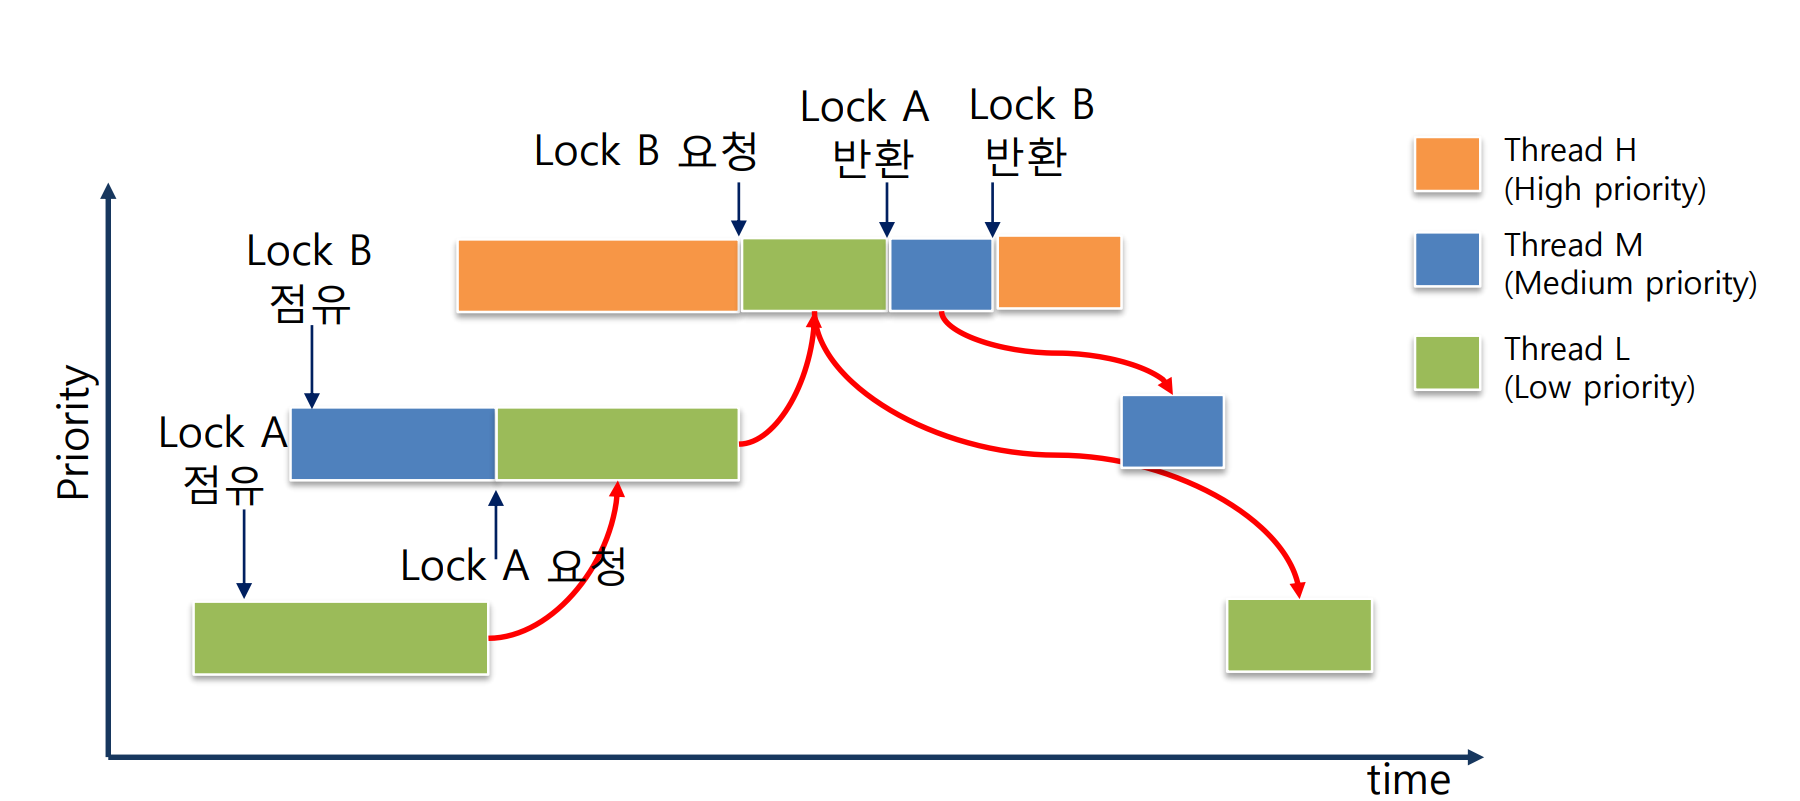 Lock A
반환
Lock B
반환
Lock B 요청
Lock B
점유
Lock A
점유
Lock A 요청
Priority
time
Thread H
(High priority)
Thread M
(Medium priority)
Thread L
(Low priority)